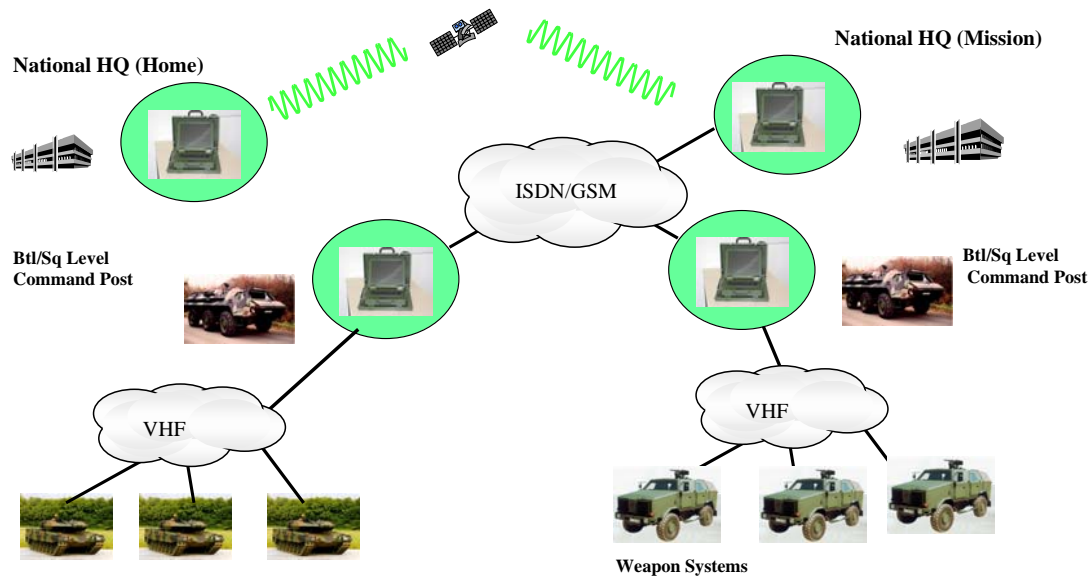 National HQ (Mission)
National HQ (Home)
ISDN/GSM
Btl/Sq Level
Command Post
Btl/Sq Level
Command Post
VHF
VHF
Weapon Systems